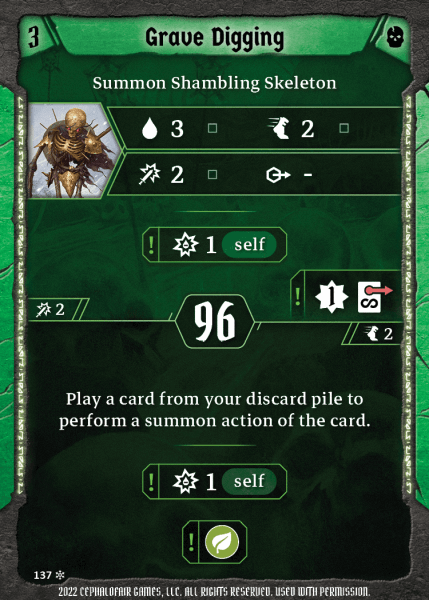 3 Grave Digging
Summon Shambling Skeleton
3 2
2 -
! 1 self
! 1 8
2 96
2
Play a card from your discard pile to
perform a summon action of the card.
! 1 self
!
137
2022 CEPHALOFAIR GAMES, LLC. ALL RIGHTS RESERVED. USED WITH PERMISSION.